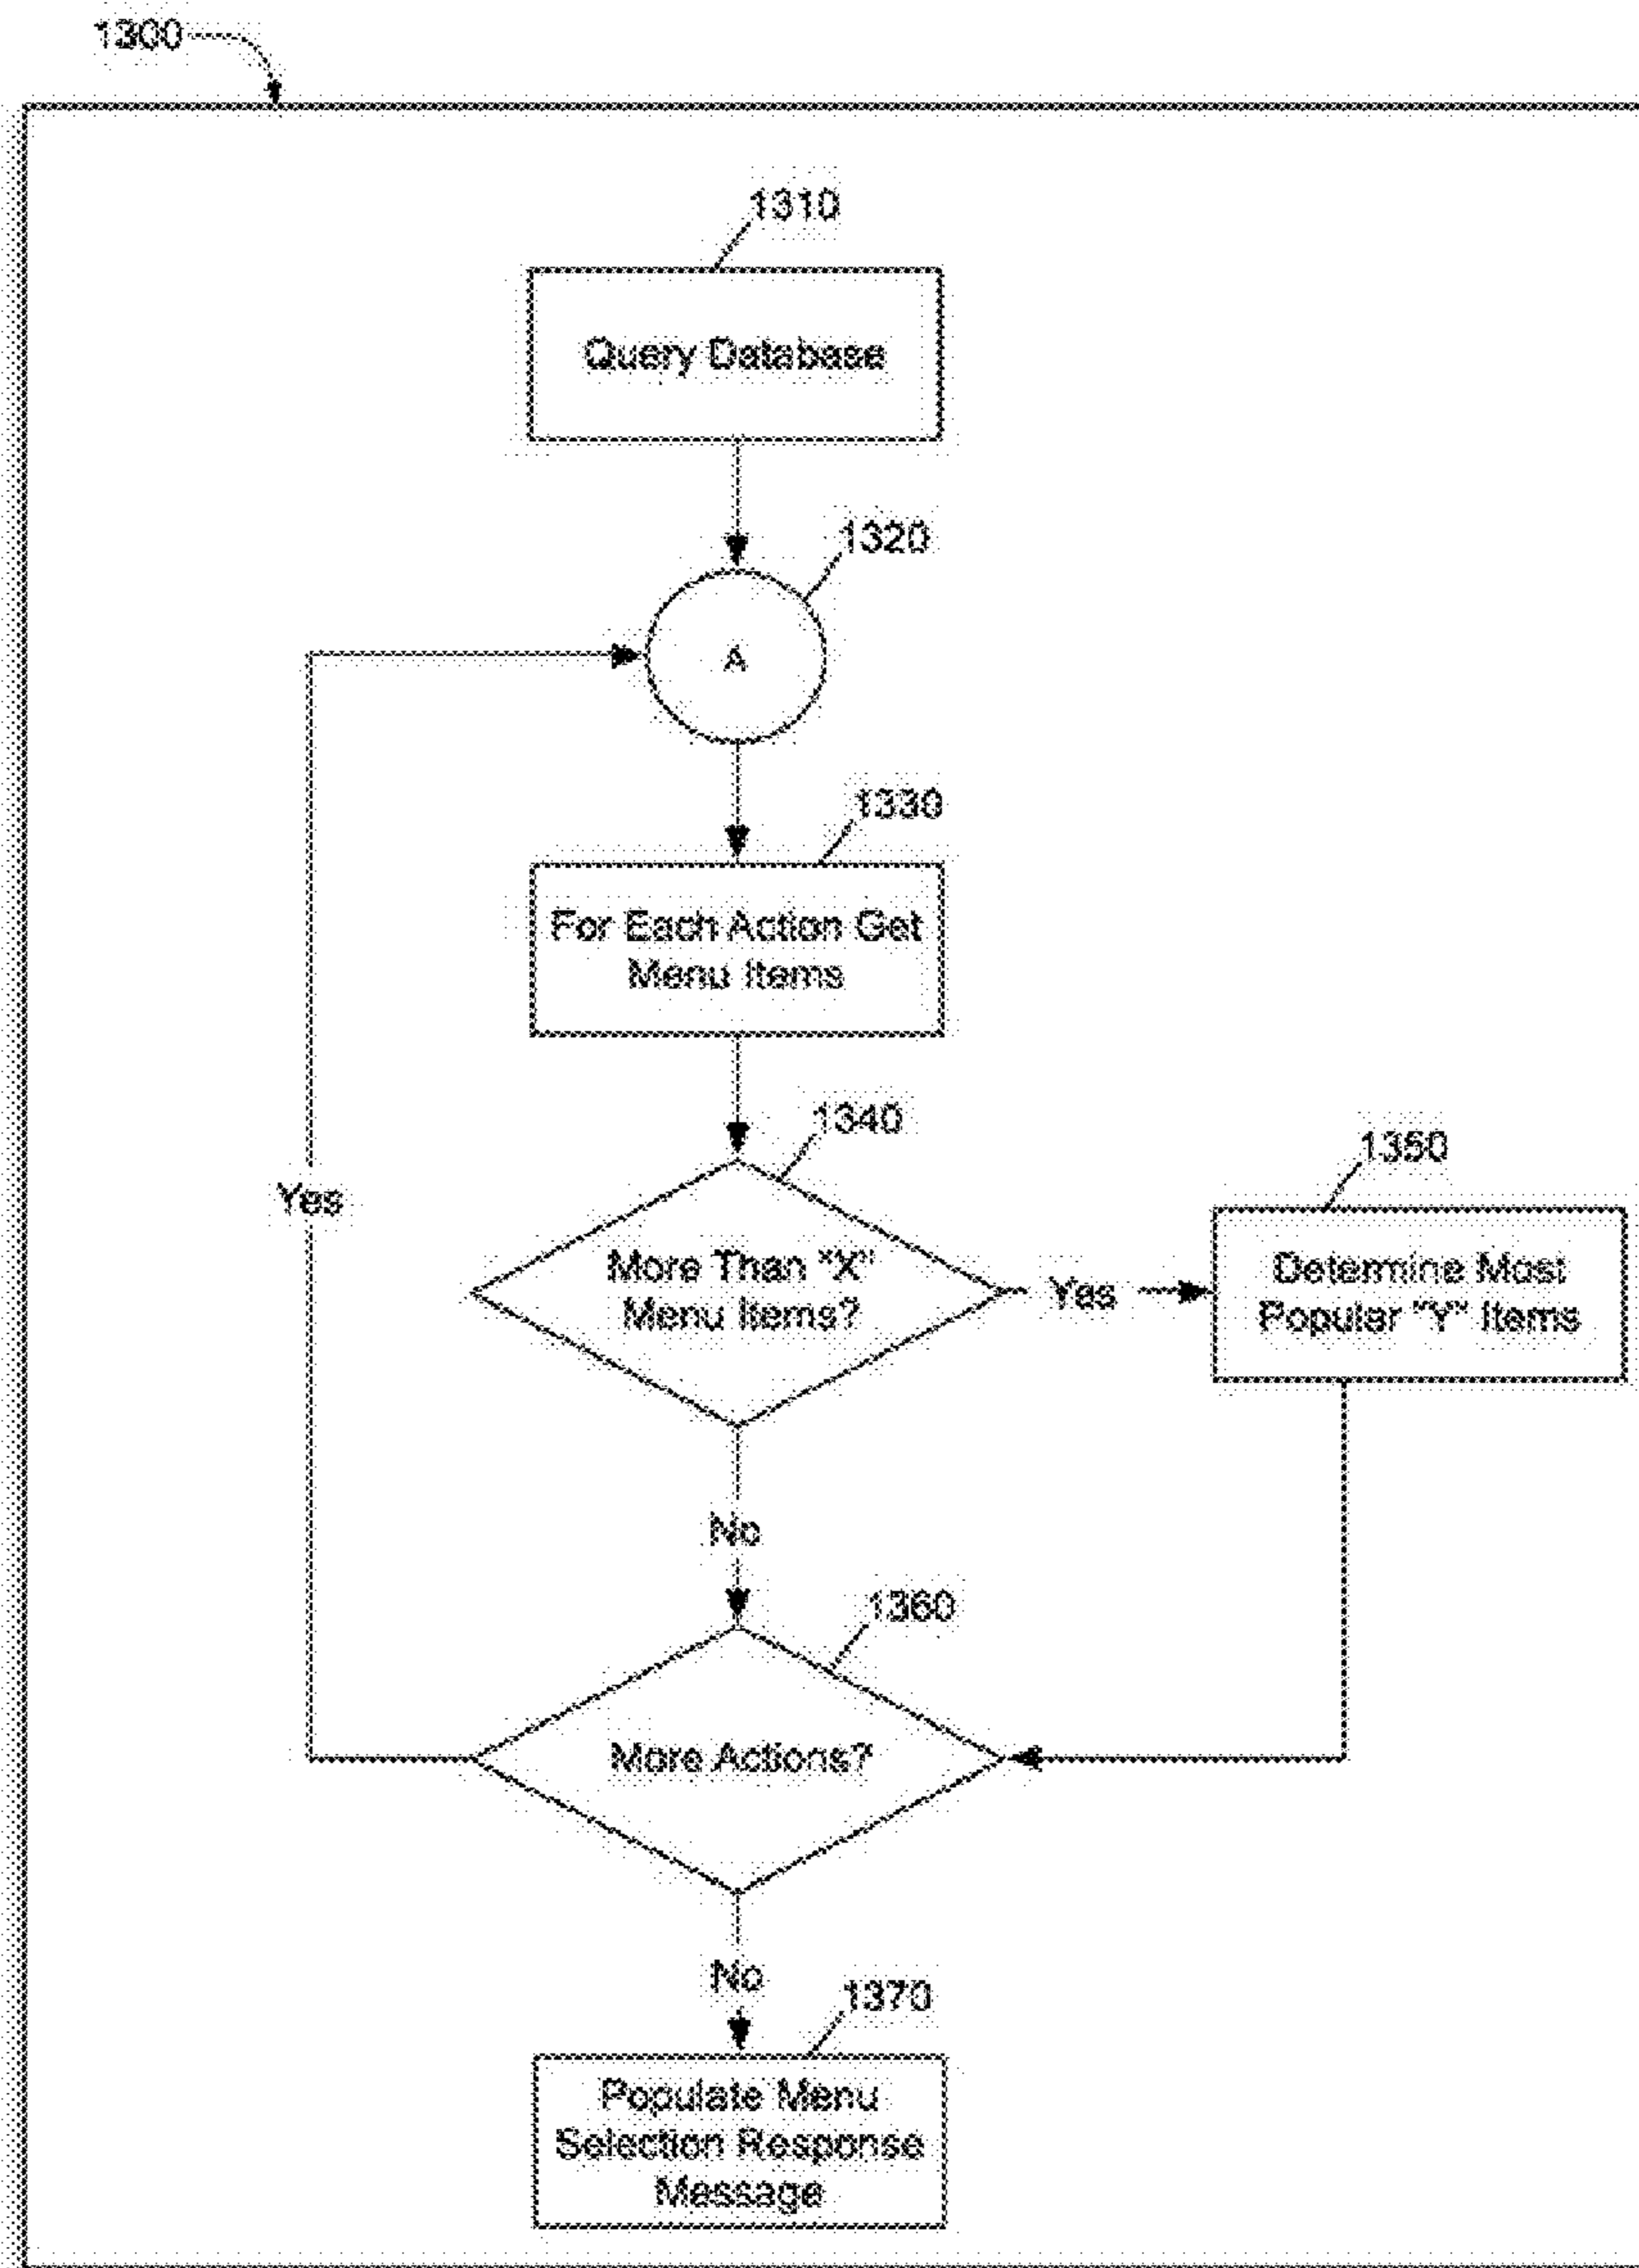 1300
1310
Query Database
1320
A
1330
For Each Action Get
Menu Items
1340
1350
More Than "X"
Menu Items?
Yes
Determine Most
Popular "Y" Items
Yes
No
1360
More Actions?
No
1370
Populate Menu
Selection Response
Message